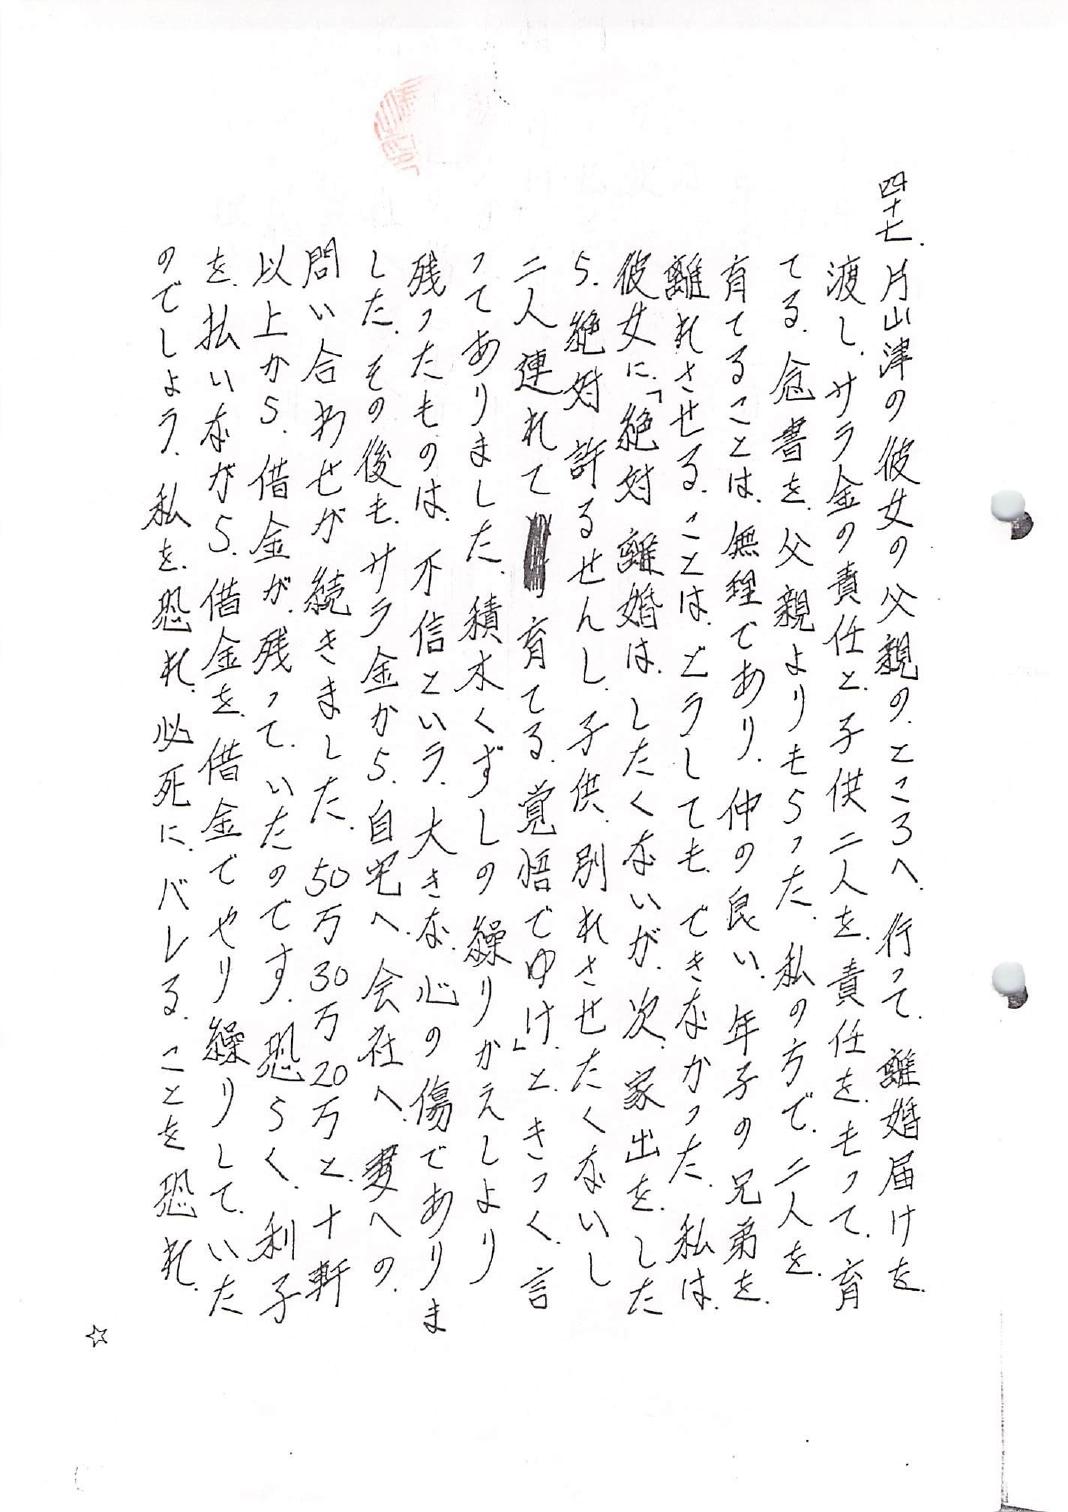 四十七、片山津の彼女の父親の、ところへ、行って、離婚届けを、
渡し、サラ金の責任と、子供二人を、責任をもって、育
てる、念書を、父親よりもらった、私の方で、二人を、
育てることは、無理であり、仲の良い、年子の兄弟を、
離れさせる、ことは、どうしても、できなかった、私は、
彼女に、「絶対離婚は、したくないが、次、家出を、した
ら、絶対許るせんし、子供、別れさせたくないし
二人連れて育てる、覚悟でゆけ、」と、きっく、言
ってありました、積木くずしの繰りかえしより
残ったものは、不信という、大きな、心の傷でありま
した、その後も、サラ金から、自宅へ、会社へ、妻への、
問い合わせが続きました、50万30万20万と、十軒
以上から、借金が、残って、いたのです、恐らく、利子
を、払いながら、借金を、借金でやり繰りして、いた
のでしょう、私を、恐れ、必死に、バレる、ことを恐れ、
☆